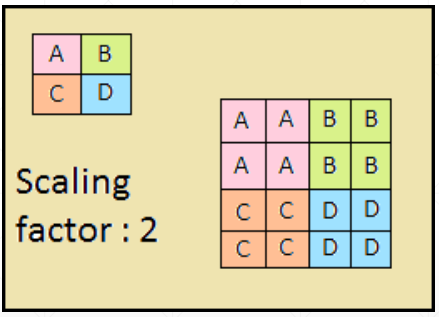 A B
C D
A A B B
A A B B
Scaling
C C D D
factor : 2
C C D D